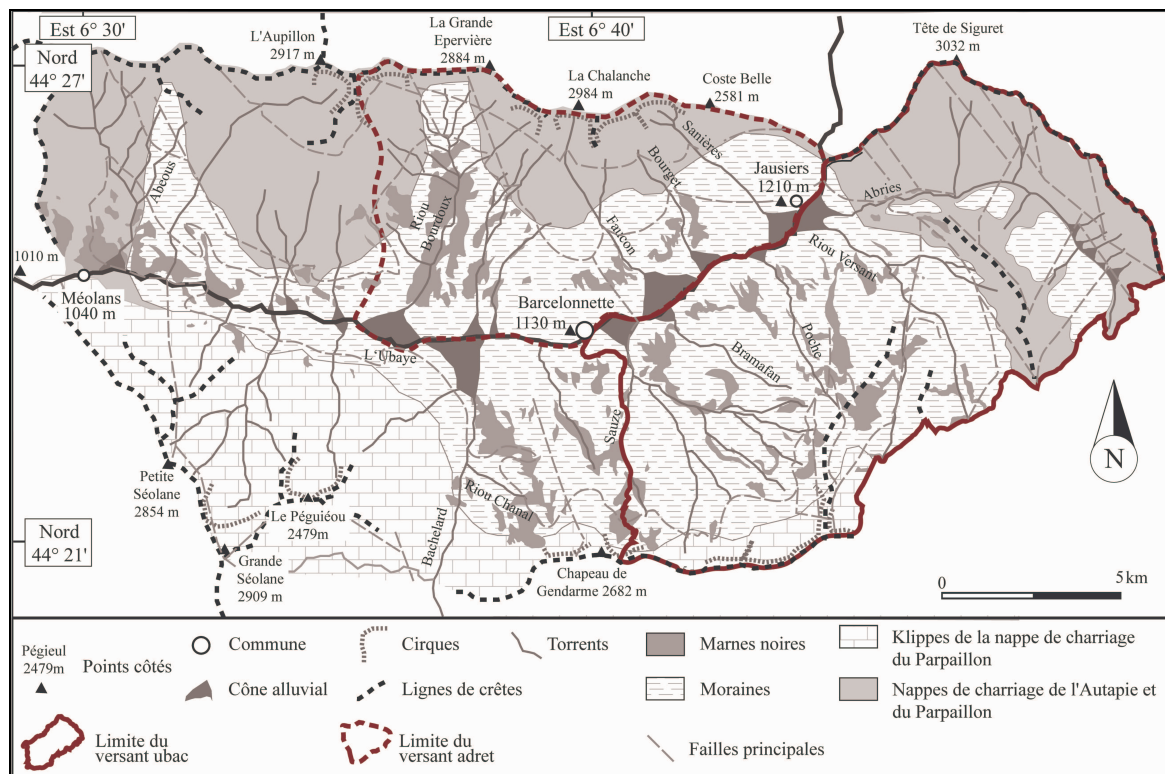 Est 6° 30'
Est 6° 40'
Nord
44° 27'
L'Aupillon
2917 m
La Grande
Epervière
2884 m
La Chalanche
2984 m
Coste Belle
2581 m
Tête de Siguret
3032 m
Abeous
Riou
Bourdoux
Faucon
Bourget
Sanières
Jausiers
1210 m
Abries
Riou Versant
1010 m
Méolans
1040 m
Barcelonnette
1130 m
L'Ubaye
Bramafan
Poche
Sauze
Petite
Séolane
2854 m
Riou Chanal
Le Péguiéou
2479m
Nord
44° 21'
Bachelard
Grande
Séolane
2909 m
Chapeau de
Gendarme 2682 m
N
0
5 km
Pégieul
2479m
Points côtés
Commune
Cirques
Torrents
Marnes noires
Klippes de la nappe de charriage
du Parpaillon
Cône alluvial
Lignes de crêtes
Moraines
Nappes de charriage de l'Autapie et
du Parpaillon
Limite du
versant ubac
Limite du
versant adret
Failles principales